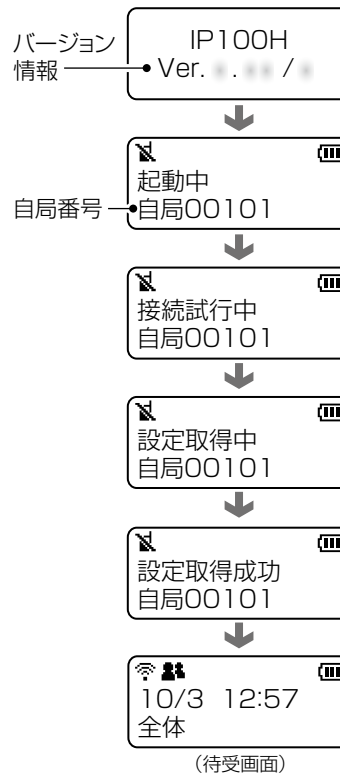 バージョン
情報
IP100H
Ver.
起動中
自局番号
自局00101
接続試行中
自局00101
設定取得中
自局00101
設定取得成功
自局00101
10/3 12:57
全体
(待受画面)